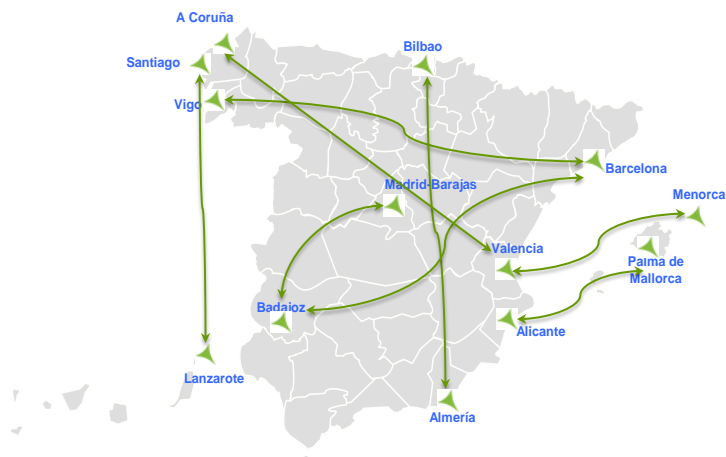 A Coruña
Bilbao
Santiago
Vigo
Barcelona
Madrid-Barajas
Menorca
Valencia
Palma de
Mallorca
Badajoz
Alicante
Lanzarote
Almería